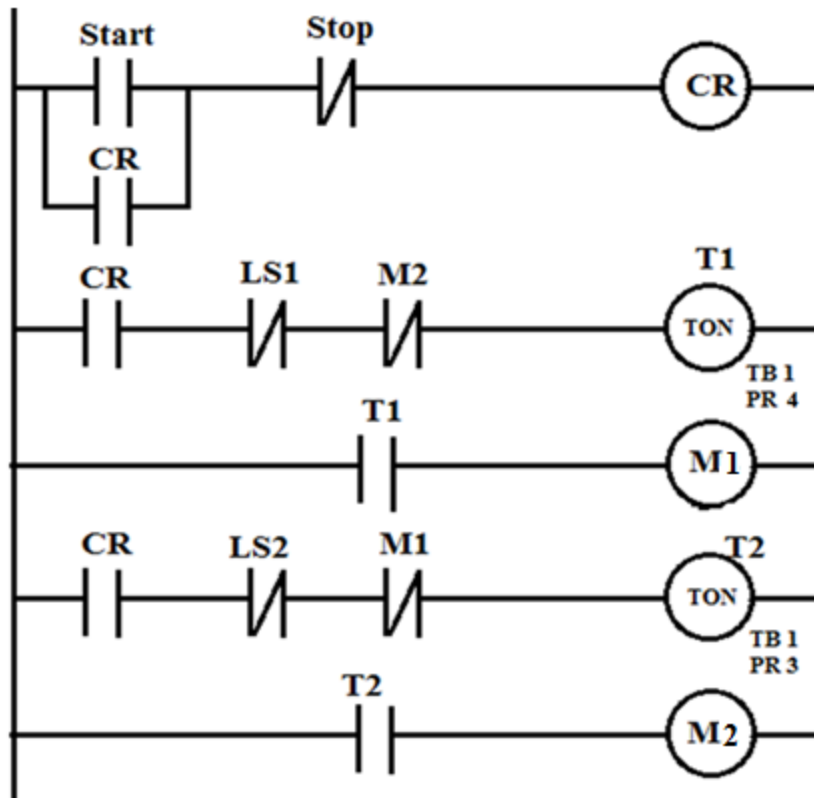 Start
Stop
CR
CR
CR
LS1
M2
T1
TON
TB 1
PR 4
T1
M1
CR
LS2
M1
T2
TON
TB 1
PR 3
T2
M2